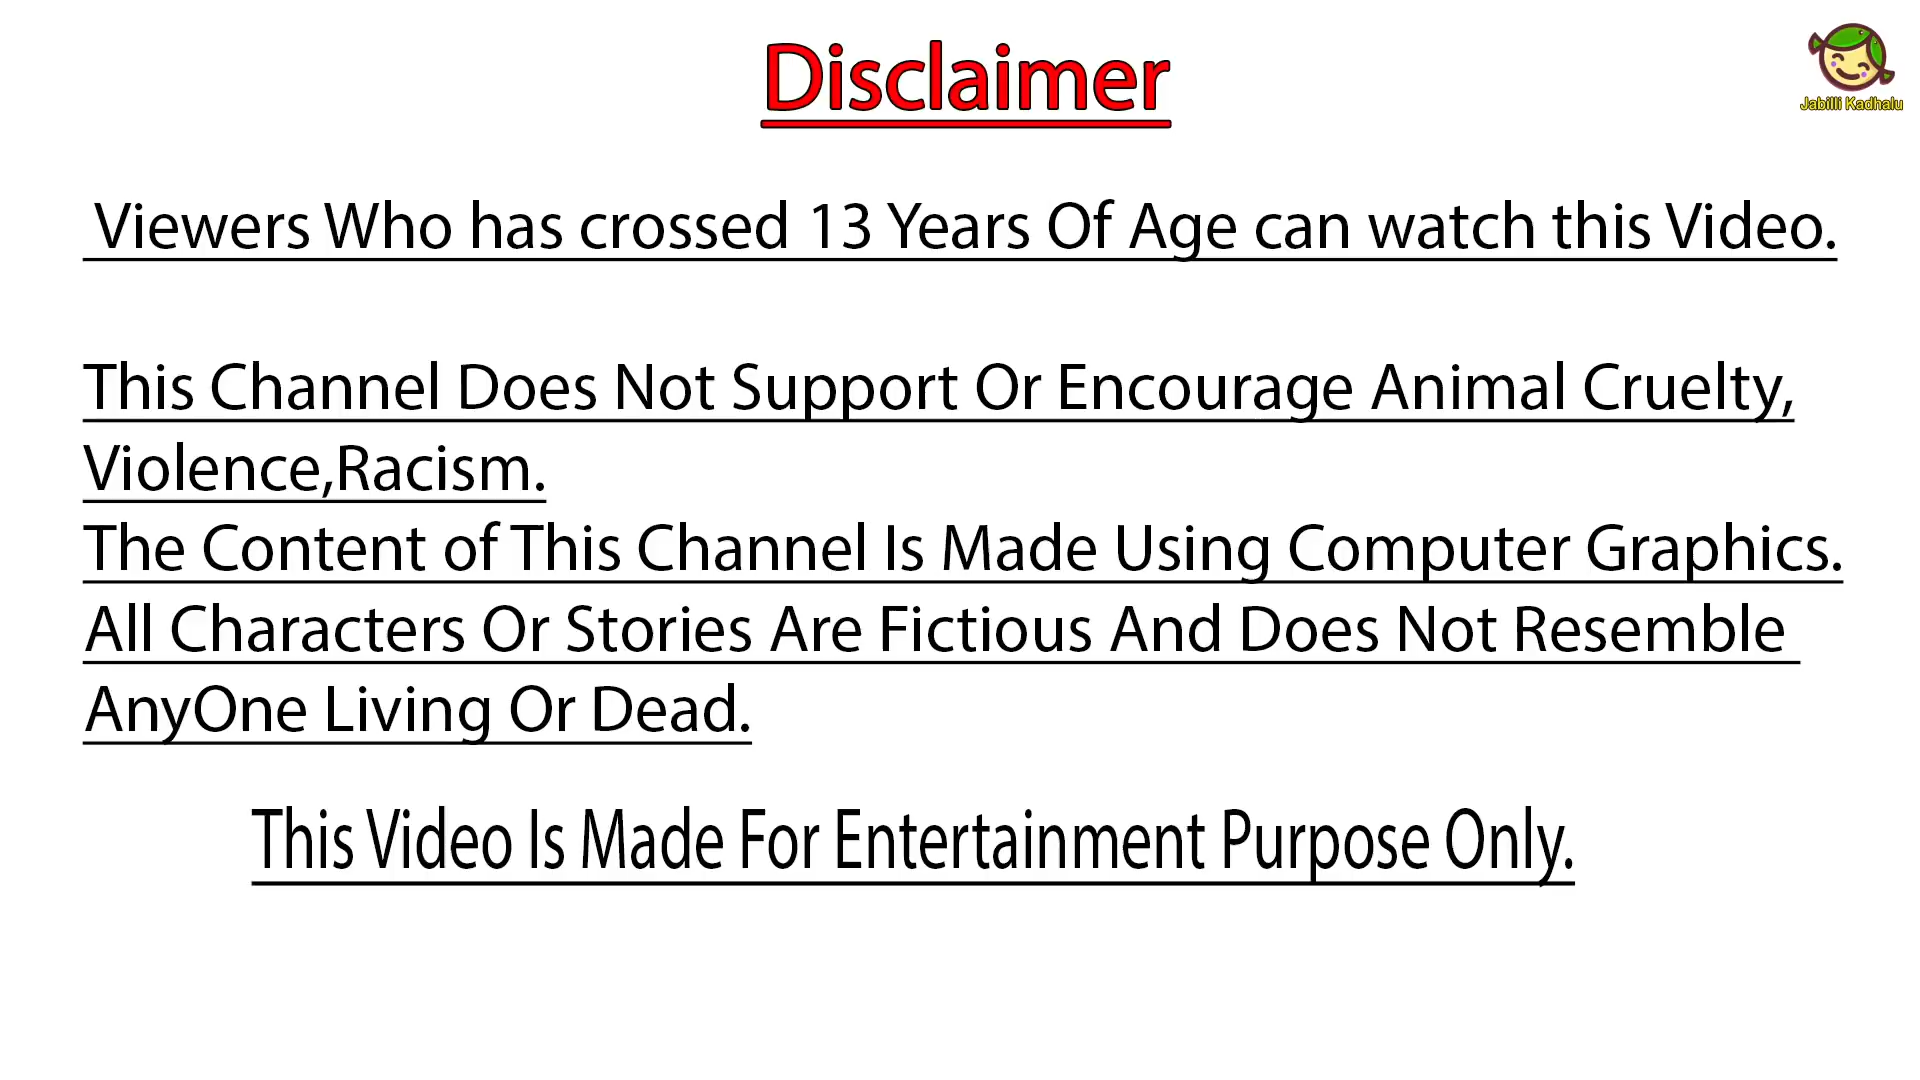 Disclaimer
Jabilli Kadhalu
Viewers Who has crossed 13 Years Of Age can watch this Video.
This Channel Does Not Support Or Encourage Animal Cruelty,
Violence,Racism.
The Content of This Channel Is Made Using Computer Graphics.
All Characters Or Stories Are Fictious And Does Not Resemble
AnyOne Living Or Dead.
This Video Is Made For Entertainment Purpose Only.